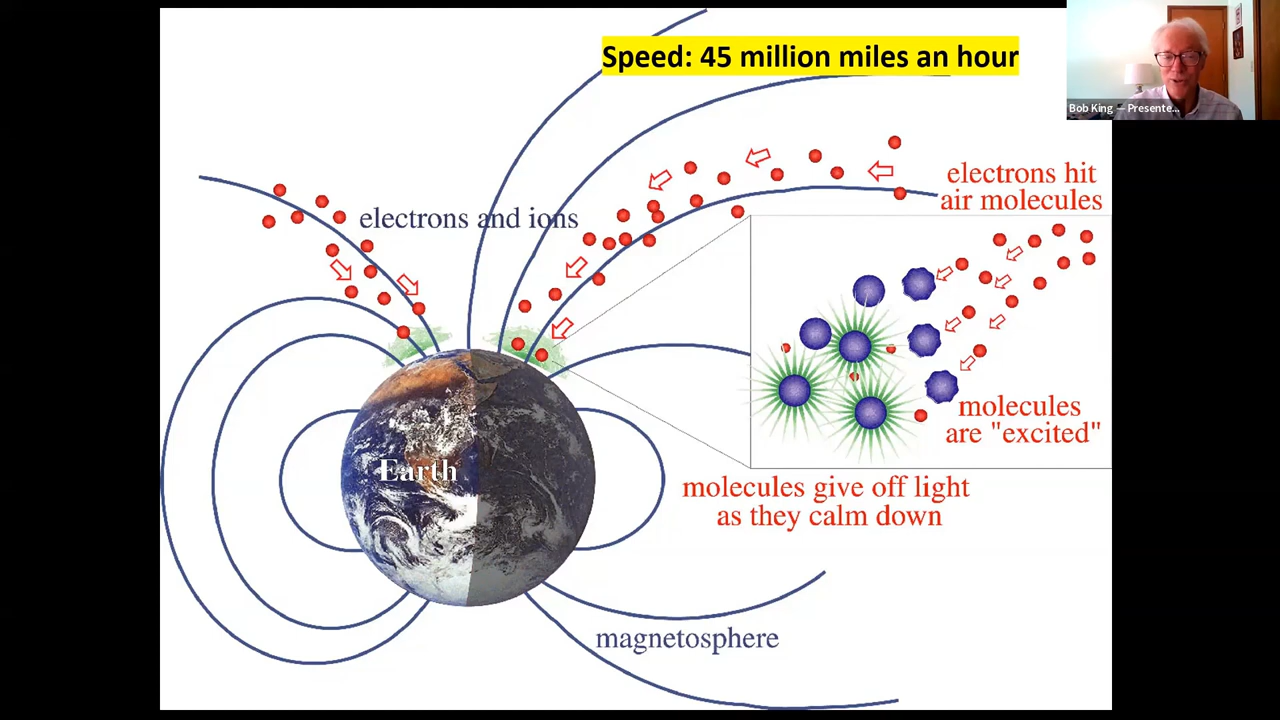 Speed: 45 million miles an hour
Bob King — Presente...
electrons hit
air molecules
electrons and ions
molecules
are "excited"
Earth
molecules give off light
as they calm down
magnetosphere